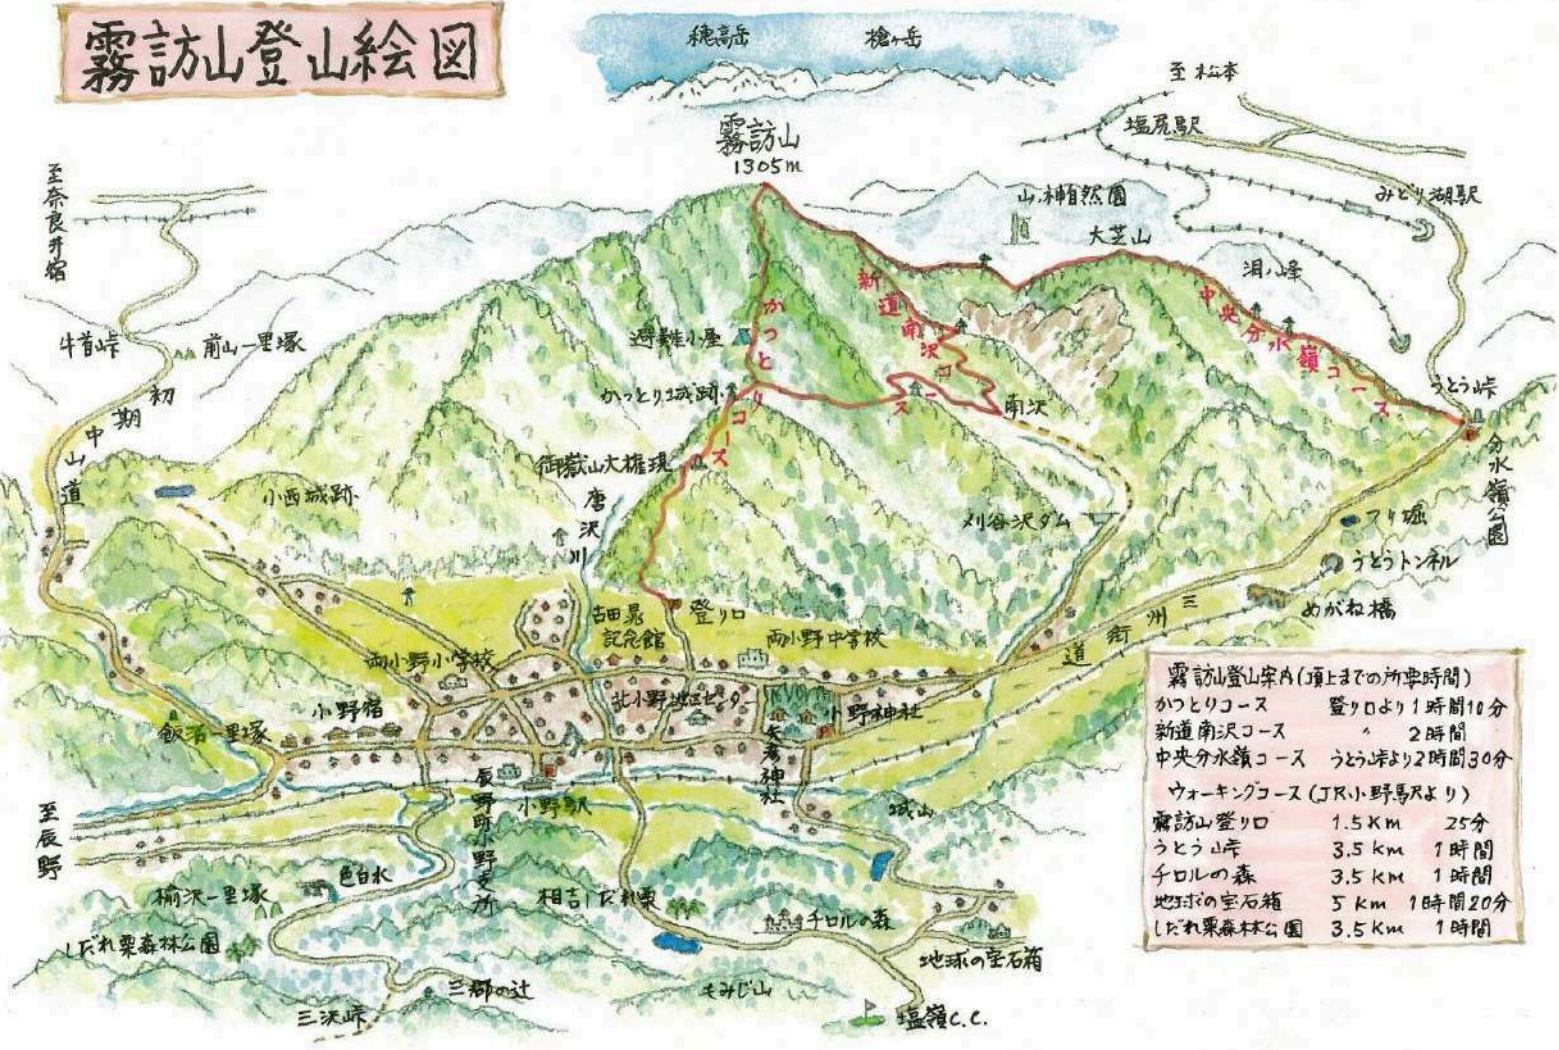 霧訪山登山絵図
穂高岳
槍ヶ岳
霧訪山
1305m
至松本
塩尻駅
みどり湖駅
至奈良井宿
山ノ神自然園
大芝山
洞ノ峰
牛首峠
前山一里塚
初期中山道
避難小屋
かっとり城跡
かっとりコース
新道南沢コース
中央分水嶺コース
南沢
うとう峠
分水嶺公園
御嶽山大権現
唐沢川
小西城跡
刈谷沢ダム
つり堀
うとうトンネル
めがね橋
三州街道
古田晁
記念館
登り口
両小野中学校
両小野小学校
北小野地区センター
小野宿
小野神社
矢彦神社
飯沼一里塚
辰野町小野支所
小野駅
至辰野
城山
色白水
楡沢一里塚
相吉しだれ栗
チロルの森
しだれ栗森林公園
地球の宝石箱
三郷の辻
もみじ山
三沢峠
塩嶺C.C.
霧訪山登山案内(頂上までの所要時間)
かっとりコース 登り口より1時間10分
新道南沢コース 〃 2時間
中央分水嶺コース うとう峠より2時間30分
ウォーキングコース(JR小野駅より)
霧訪山登り口 1.5Km 25分
うとう峠 3.5Km 1時間
チロルの森 3.5Km 1時間
地球の宝石箱 5Km 1時間20分
しだれ栗森林公園 3.5Km 1時間